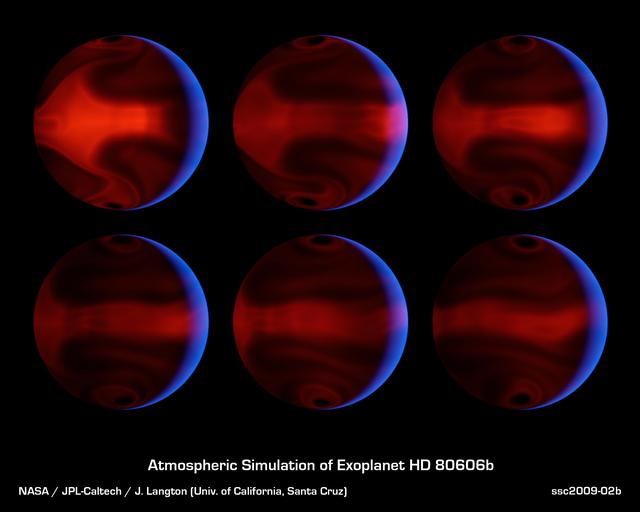 Atmospheric Simulation of Exoplanet HD 80606b
NASA / JPL-Caltech / J. Langton (Univ. of California, Santa Cruz)
ssc2009-02b